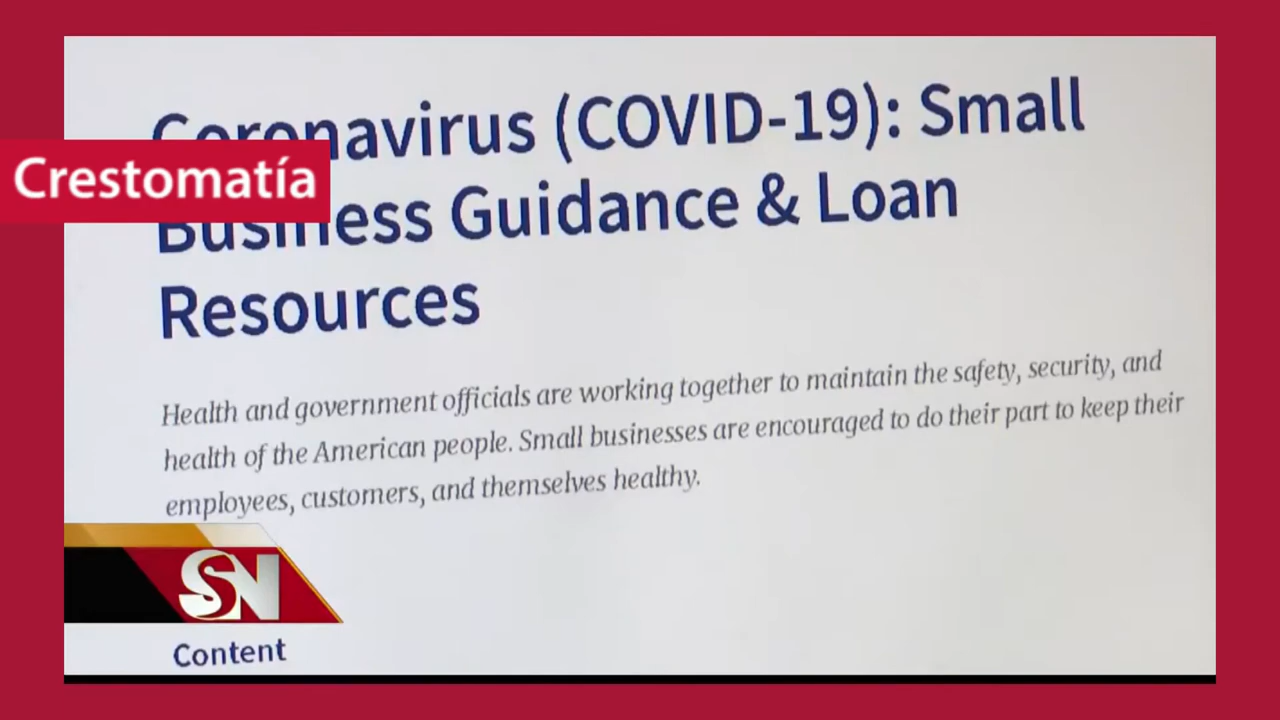 Coronavirus (COVID-19): Small
Crestomatía
Business Guidance & Loan
Resources
Health and government officials are working together to maintain the safety, security, and
health of the American people. Small businesses are encouraged to do their part to keep their
employees, customers, and themselves healthy.
SN
Content